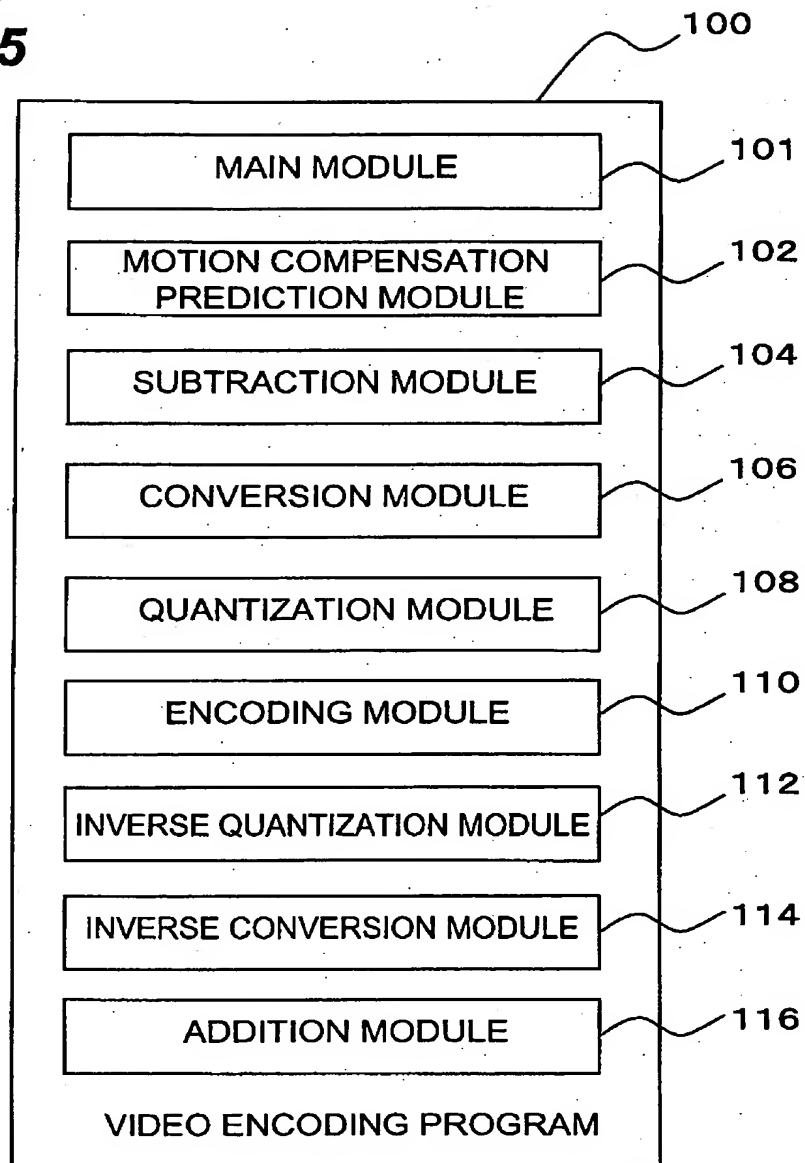 5
100
MAIN MODULE
101
MOTION COMPENSATION
PREDICTION MODULE
102
SUBTRACTION MODULE
104
CONVERSION MODULE
106
QUANTIZATION MODULE
108
ENCODING MODULE
110
INVERSE QUANTIZATION MODULE
112
INVERSE CONVERSION MODULE
114
ADDITION MODULE
116
VIDEO ENCODING PROGRAM